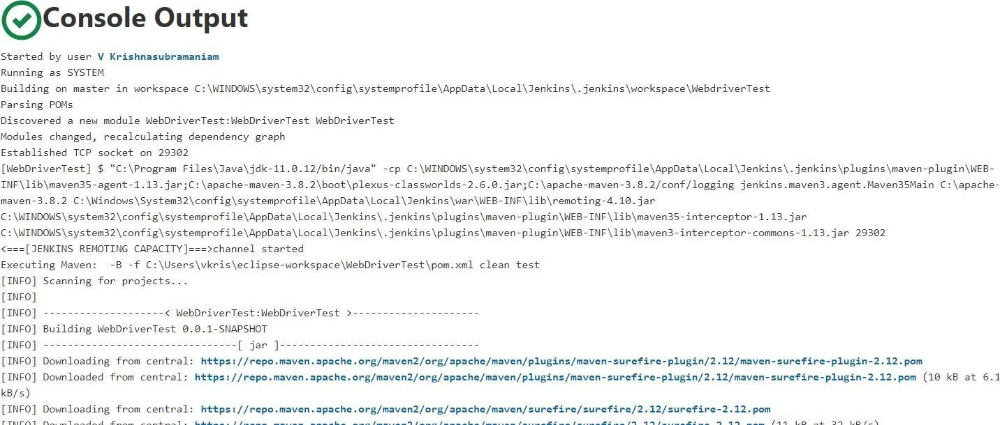 Console Output
Started by user V Krishnasubramaniam
Running as SYSTEM
Building on master in workspace C:\WINDOWS\system32\config\systemprofile\AppData\Local\Jenkins\.jenkins\workspace\WebdriverTest
Parsing POMs
Discovered a new module WebDriverTest:WebDriverTest WebDriverTest
Modules changed, recalculating dependency graph
Established TCP socket on 29302
[WebDriverTest] $ "C:\Program Files\Java\jdk-11.0.12/bin/java" -cp C:\WINDOWS\system32\config\systemprofile\AppData\Local\Jenkins\.jenkins\plugins\maven-plugin\WEB-
INF\lib\maven35-agent-1.13.jar;C:\apache-maven-3.8.2\boot\plexus-classworlds-2.6.0.jar;C:\apache-maven-3.8.2/conf/logging jenkins.maven3.agent.Maven35Main C:\apache-
maven-3.8.2 C:\Windows\System32\config\systemprofile\AppData\Local\Jenkins\war\WEB-INF\lib\remoting-4.10.jar
C:\WINDOWS\system32\config\systemprofile\AppData\Local\Jenkins\.jenkins\plugins\maven-plugin\WEB-INF\lib\maven35-interceptor-1.13.jar
C:\WINDOWS\system32\config\systemprofile\AppData\Local\Jenkins\.jenkins\plugins\maven-plugin\WEB-INF\lib\maven3-interceptor-commons-1.13.jar 29302
<===[JENKINS REMOTING CAPACITY]===>channel started
Executing Maven:  -B -f C:\Users\vkris\eclipse-workspace\WebDriverTest\pom.xml clean test
[INFO] Scanning for projects...
[INFO]
[INFO] --------------------< WebDriverTest:WebDriverTest >---------------------
[INFO] Building WebDriverTest 0.0.1-SNAPSHOT
[INFO] --------------------------------[ jar ]---------------------------------
[INFO] Downloading from central: https://repo.maven.apache.org/maven2/org/apache/maven/plugins/maven-surefire-plugin/2.12/maven-surefire-plugin-2.12.pom
[INFO] Downloaded from central: https://repo.maven.apache.org/maven2/org/apache/maven/plugins/maven-surefire-plugin/2.12/maven-surefire-plugin-2.12.pom (10 kB at 6.1
kB/s)
[INFO] Downloading from central: https://repo.maven.apache.org/maven2/org/apache/maven/surefire/surefire/2.12/surefire-2.12.pom
[INFO] Downloaded from central: https://repo.maven.apache.org/maven2/org/apache/maven/surefire/surefire/2.12/surefire-2.12.pom (11 kB at 32 kB/s)